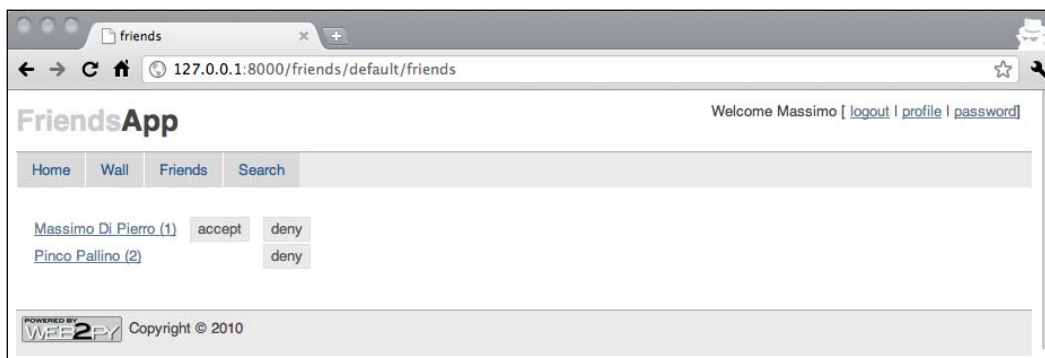 friends
127.0.0.1:8000/friends/default/friends
FriendsApp
Welcome Massimo [ logout | profile | password]
Home Wall Friends Search
Massimo Di Pierro (1) accept deny
Pinco Pallino (2) deny
POWERED BY
WEB2PY Copyright © 2010